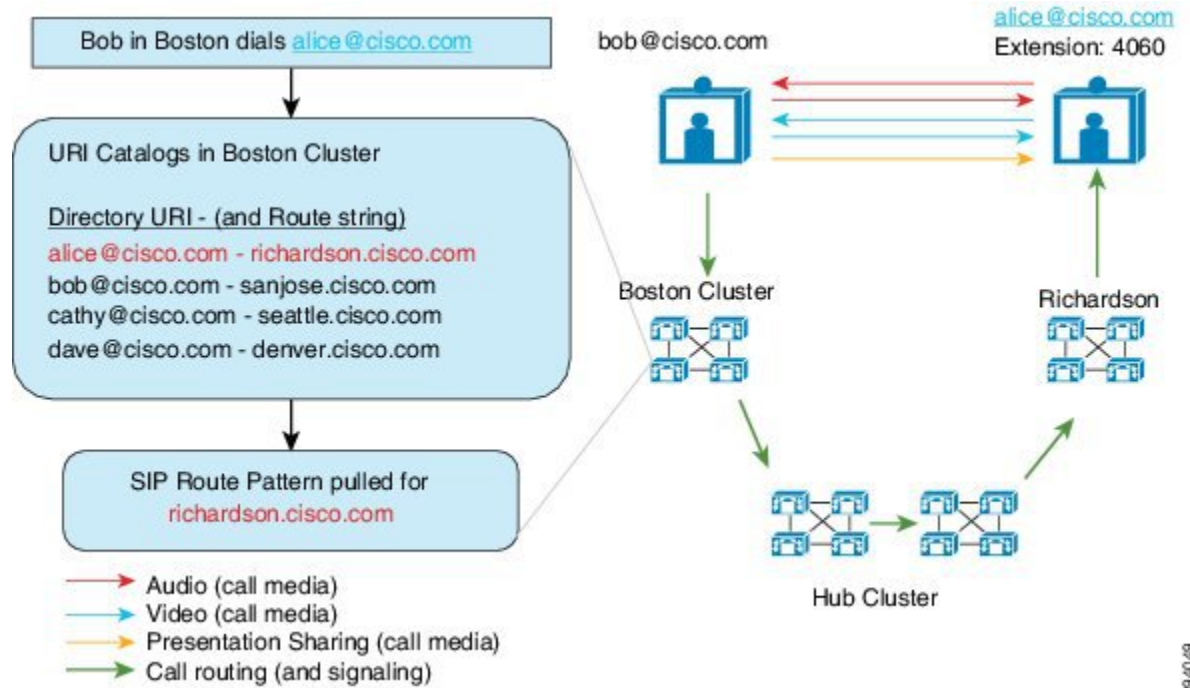 Bob in Boston dials alice@cisco.com
URI Catalogs in Boston Cluster
Directory URI - (and Route string)
alice@cisco.com - richardson.cisco.com
bob@cisco.com - sanjose.cisco.com
cathy@cisco.com - seattle.cisco.com
dave@cisco.com - denver.cisco.com
SIP Route Pattern pulled for
richardson.cisco.com
Audio (call media)
Video (call media)
Presentation Sharing (call media)
Call routing (and signaling)
bob@cisco.com
alice@cisco.com
Extension: 4060
Boston Cluster
Richardson
Hub Cluster